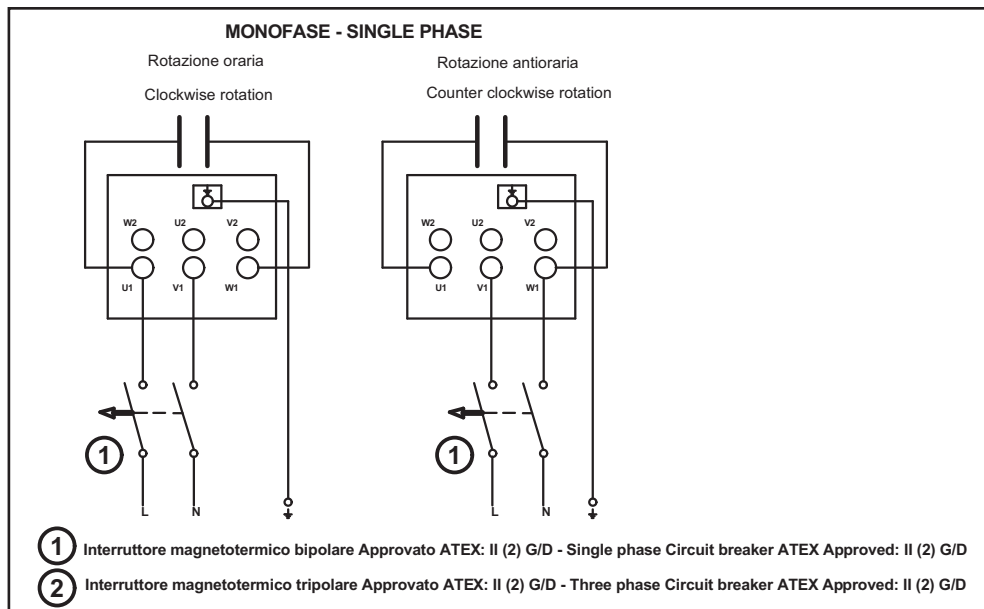 MONOFASE - SINGLE PHASE
Rotazione oraria
Clockwise rotation
Rotazione antioraria
Counter clockwise rotation
W2 U2 V2
U1 V1 W1
W2 U2 V2
U1 V1 W1
1
1
L N
L N
1 Interruttore magnetotermico bipolare Approvato ATEX: II (2) G/D - Single phase Circuit breaker ATEX Approved: II (2) G/D
2 Interruttore magnetotermico tripolare Approvato ATEX: II (2) G/D - Three phase Circuit breaker ATEX Approved: II (2) G/D